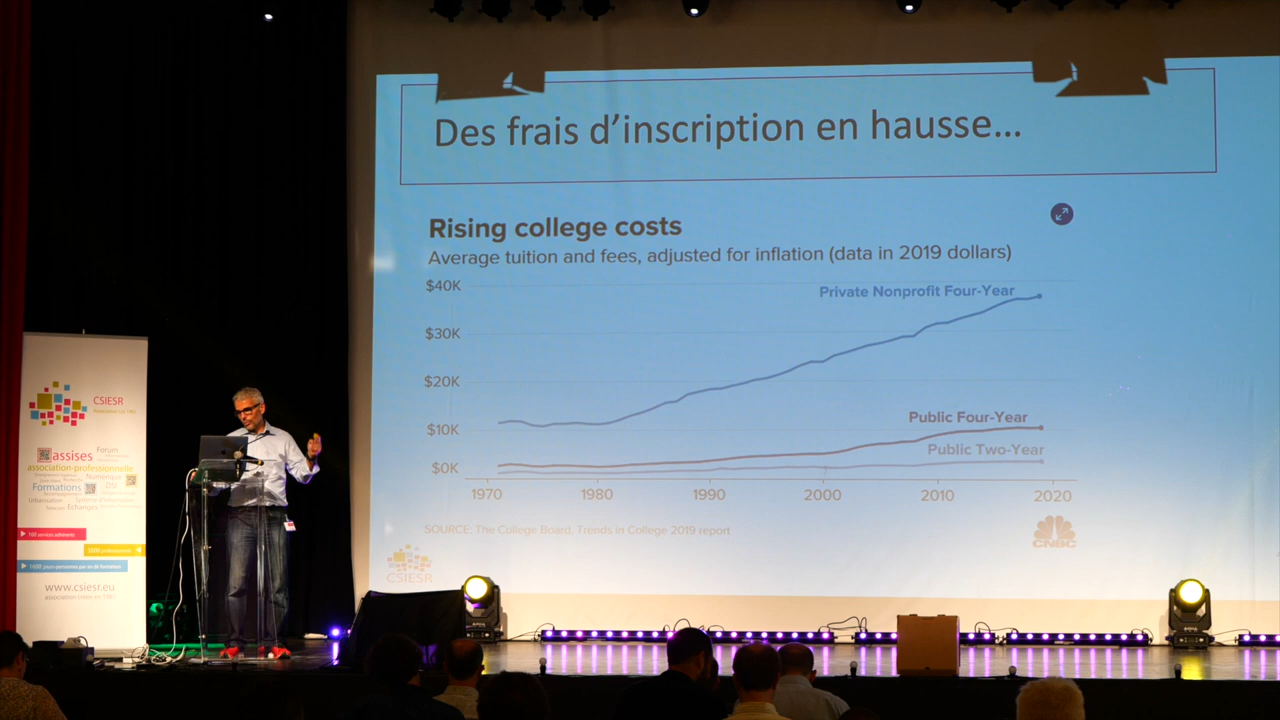 Des frais d'inscription en hausse...
Rising college costs
Average tuition and fees, adjusted for inflation (data in 2019 dollars)
$40K
Private Nonprofit Four-Year
$30K
$20K
$10K
Public Four-Year
Public Two-Year
$0K
1970 1980 1990 2000 2010 2020
SOURCE: The College Board, Trends in College 2019 report
CNBC
CSIESR
CSIESR
assises
Forum
association-professionnelle
Formations
Numérique
DSI
Urbanisation
Echanges
www.csiesr.eu